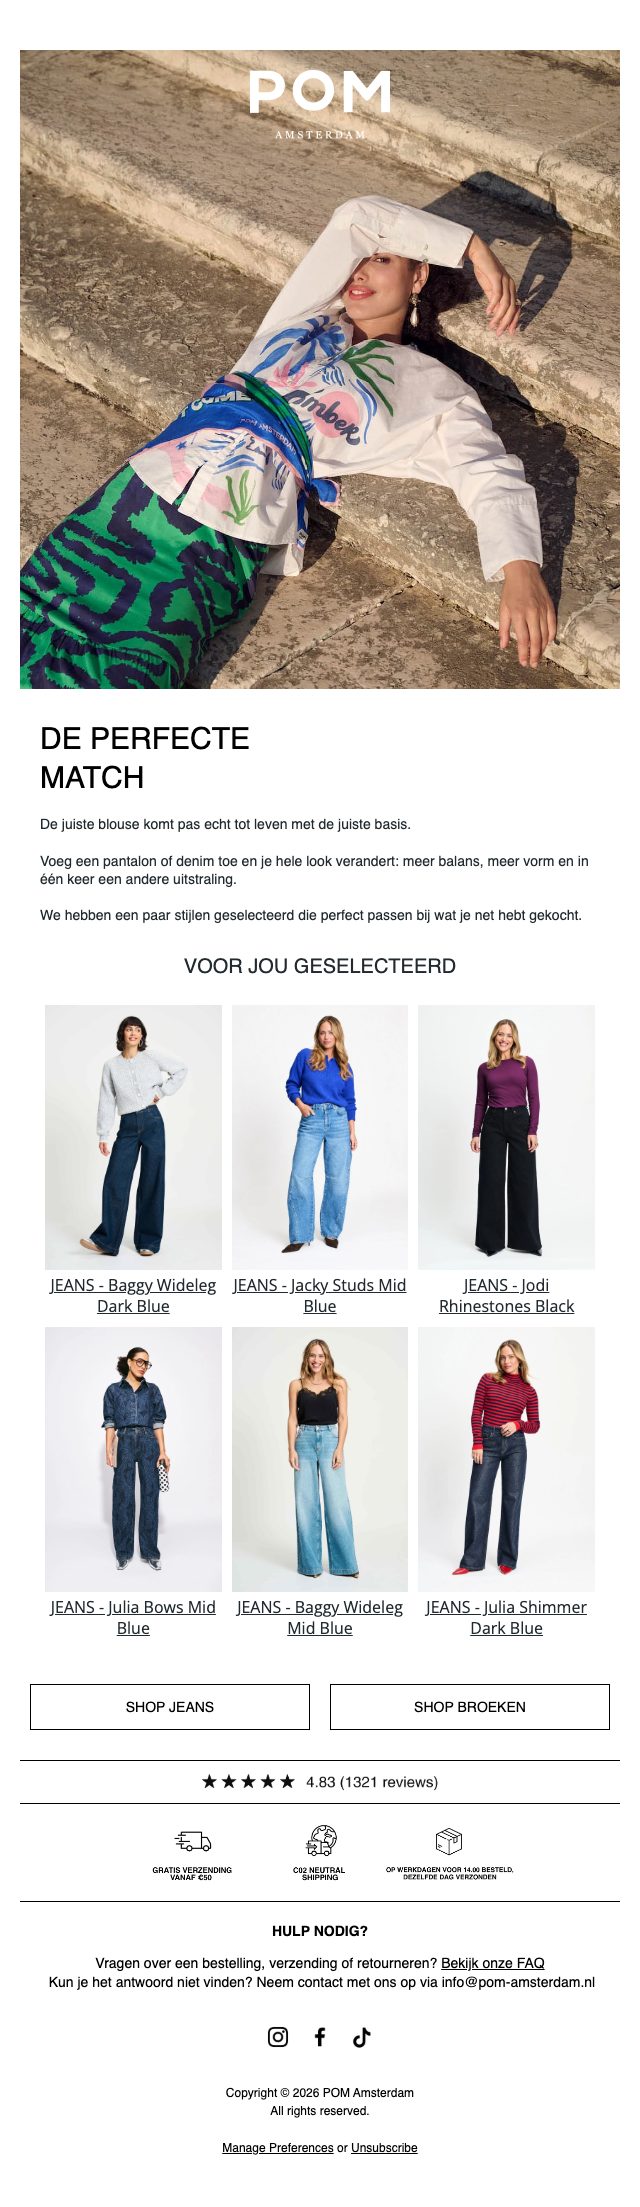 POM
AMSTERDAM
Amber
POM AMSTERDAM
DE PERFECTE
MATCH
De juiste blouse komt pas echt tot leven met de juiste basis.
Voeg een pantalon of denim toe en je hele look verandert: meer balans, meer vorm en in
één keer een andere uitstraling.
We hebben een paar stijlen geselecteerd die perfect passen bij wat je net hebt gekocht.
VOOR JOU GESELECTEERD
JEANS - Baggy Wideleg
Dark Blue
JEANS - Jacky Studs Mid
Blue
JEANS - Jodi
Rhinestones Black
JEANS - Julia Bows Mid
Blue
JEANS - Baggy Wideleg
Mid Blue
JEANS - Julia Shimmer
Dark Blue
SHOP JEANS
SHOP BROEKEN
4.83 (1321 reviews)
GRATIS VERZENDING
VANAF €50
C02 NEUTRAL
SHIPPING
OP WERKDAGEN VOOR 14.00 BESTELD,
DEZELFDE DAG VERZONDEN
HULP NODIG?
Vragen over een bestelling, verzending of retourneren? Bekijk onze FAQ
Kun je het antwoord niet vinden? Neem contact met ons op via info@pom-amsterdam.nl
Copyright © 2026 POM Amsterdam
All rights reserved.
Manage Preferences or Unsubscribe